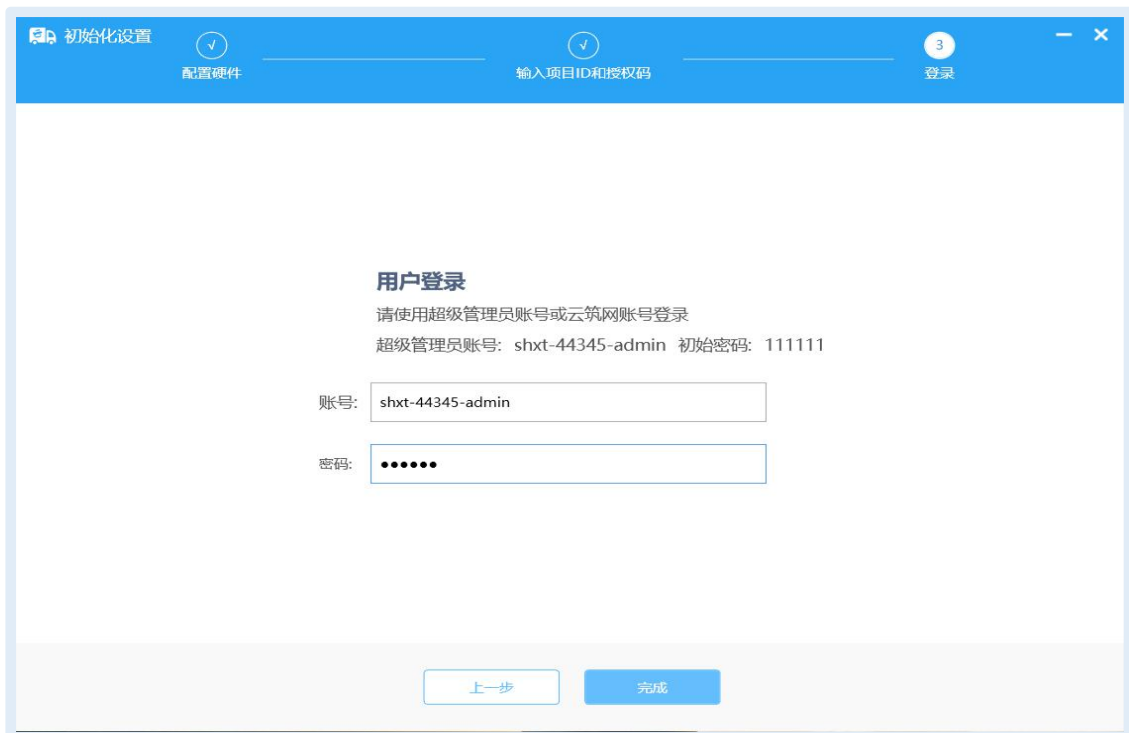 初始化设置
√ √ 3
配置硬件 输入项目ID和授权码 登录
用户登录
请使用超级管理员账号或云筑网账号登录
超级管理员账号: shxt-44345-admin 初始密码: 111111
账号: shxt-44345-admin
密码: ●●●●●●
上一步 完成